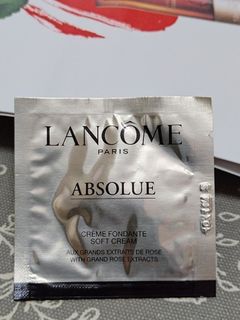 LANCÔME
PARIS
ABSOLUE
CRÈME FONDANTE
SOFT CREAM
AUX GRANDS EXTRAITS DE ROSE
WITH GRAND ROSE EXTRACTS